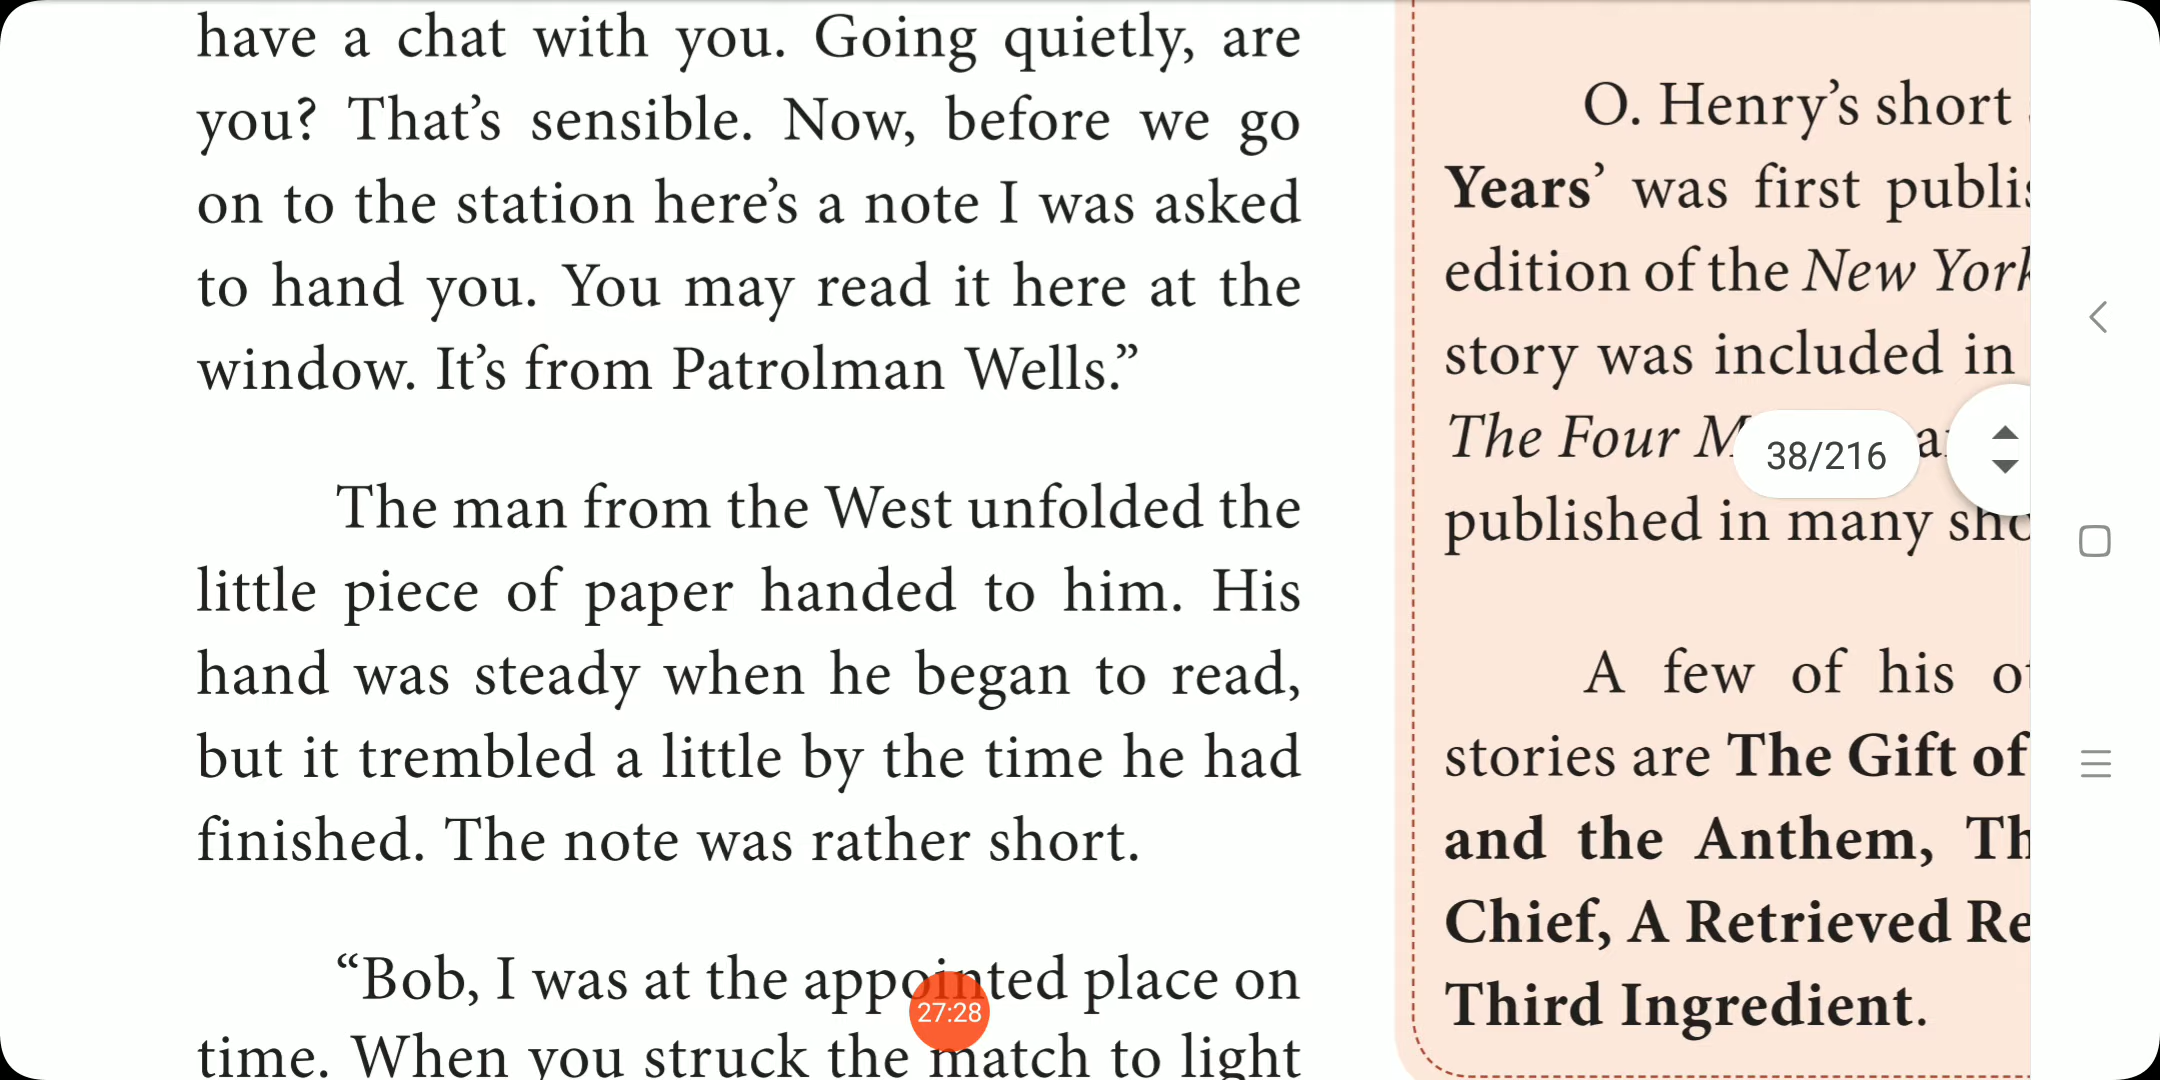 have a chat with you. Going quietly, are
you? That’s sensible. Now, before we go
on to the station here’s a note I was asked
to hand you. You may read it here at the
window. It’s from Patrolman Wells.”
The man from the West unfolded the
little piece of paper handed to him. His
hand was steady when he began to read,
but it trembled a little by the time he had
finished. The note was rather short.
“Bob, I was at the appointed place on
time. When you struck the match to light
O. Henry’s short
Years’ was first
edition of the New York
story was included in
The Four
published in many
A few of his
stories are The Gift of
and the Anthem,
Chief, A Retrieved
Third Ingredient.
38/216
27:28